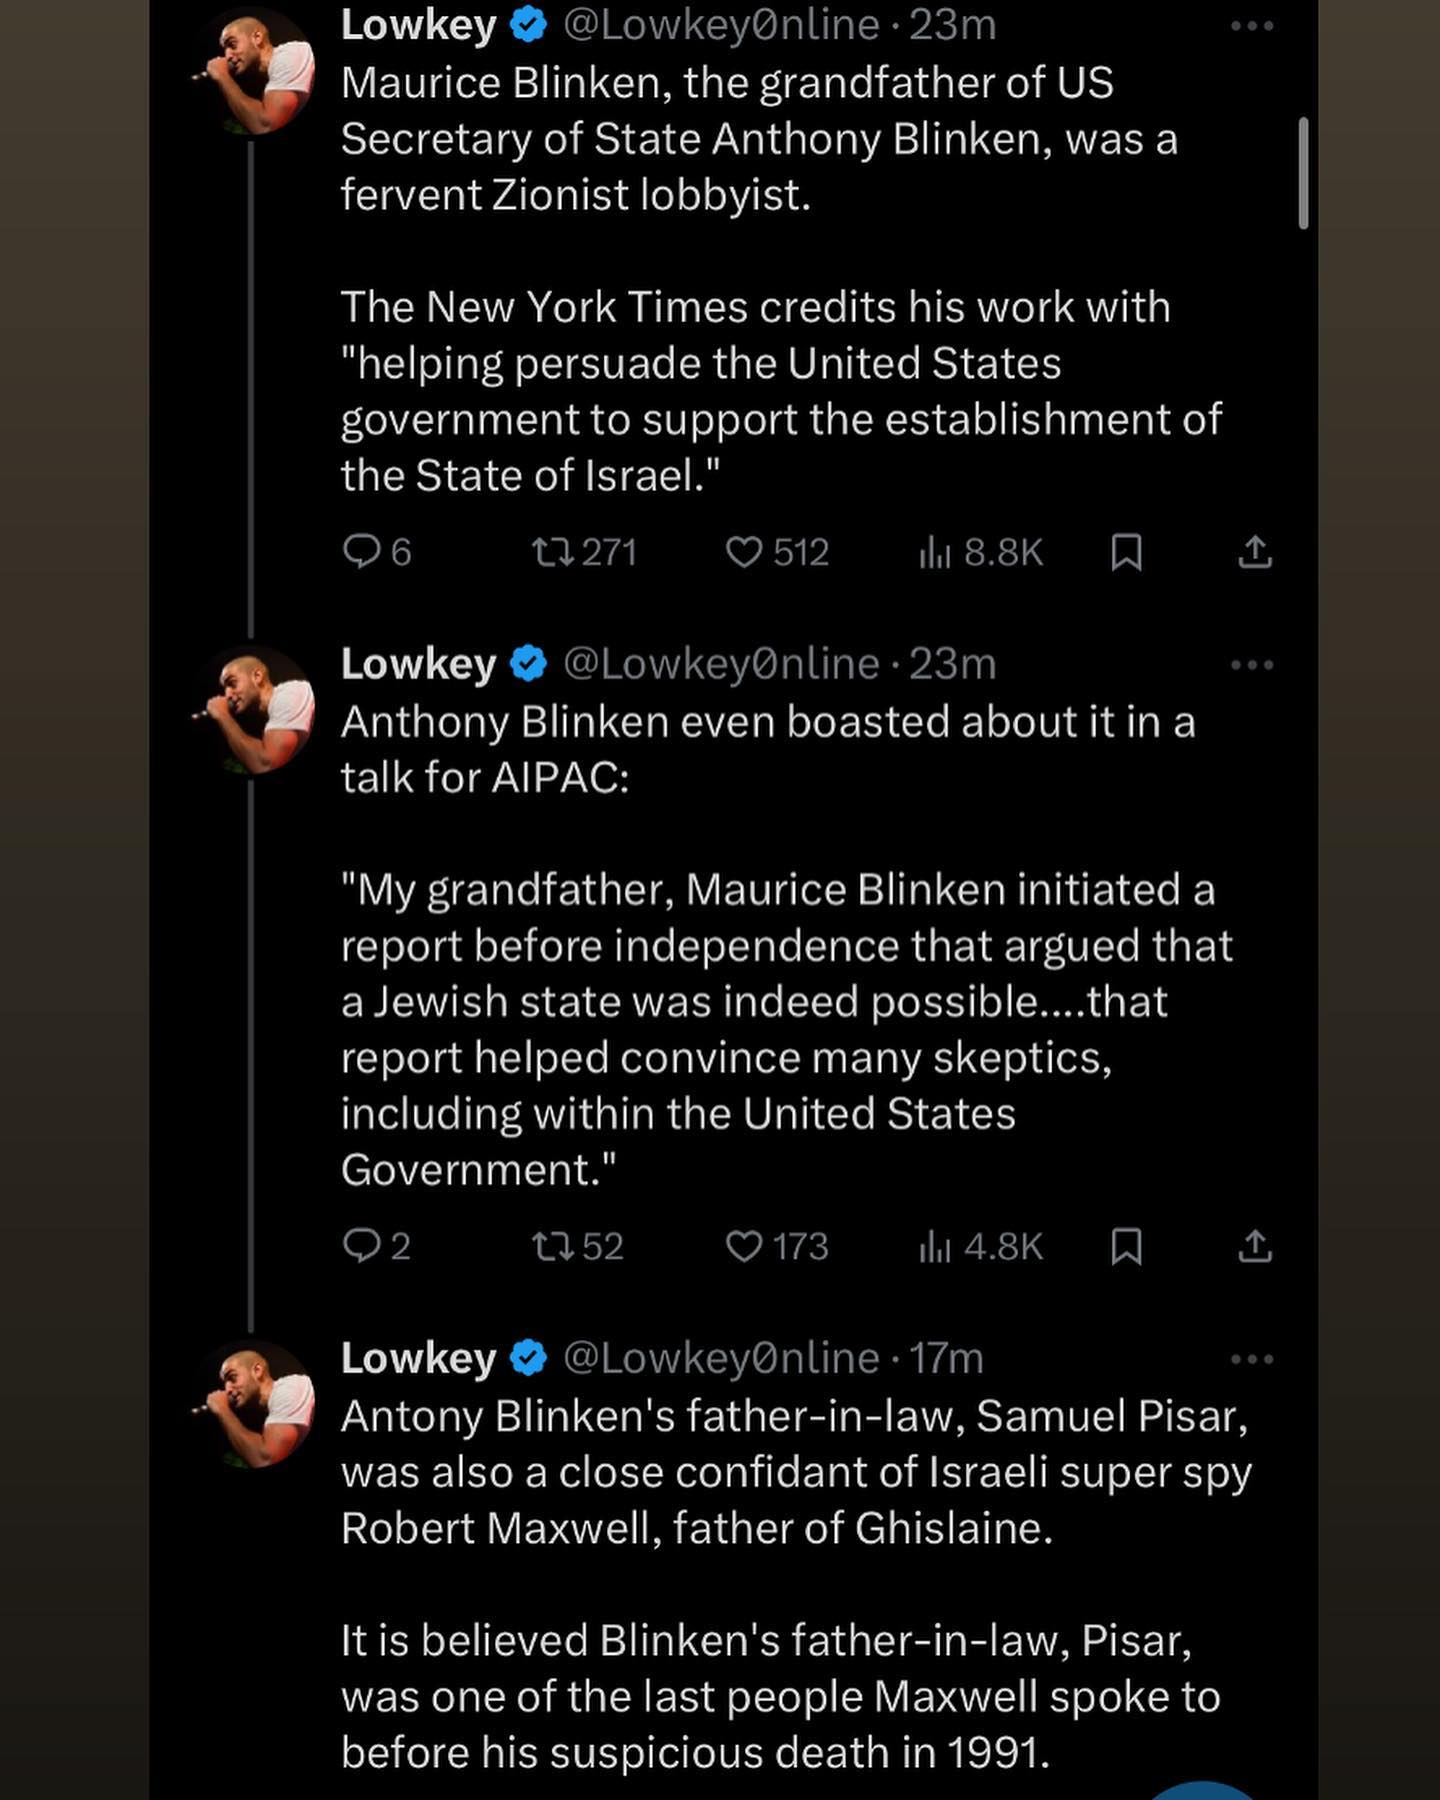 Lowkey @Lowkey0nline · 23m
Maurice Blinken, the grandfather of US
Secretary of State Anthony Blinken, was a
fervent Zionist lobbyist.
The New York Times credits his work with
"helping persuade the United States
government to support the establishment of
the State of Israel."
6 271 512 8.8K
Lowkey @Lowkey0nline · 23m
Anthony Blinken even boasted about it in a
talk for AIPAC:
"My grandfather, Maurice Blinken initiated a
report before independence that argued that
a Jewish state was indeed possible....that
report helped convince many skeptics,
including within the United States
Government."
2 52 173 4.8K
Lowkey @Lowkey0nline · 17m
Antony Blinken's father-in-law, Samuel Pisar,
was also a close confidant of Israeli super spy
Robert Maxwell, father of Ghislaine.
It is believed Blinken's father-in-law, Pisar,
was one of the last people Maxwell spoke to
before his suspicious death in 1991.